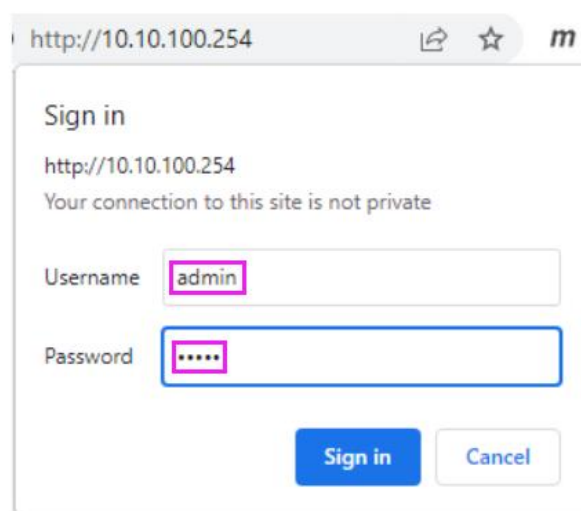 http://10.10.100.254 m
Sign in
http://10.10.100.254
Your connection to this site is not private
Username admin
Password •••••
Sign in Cancel